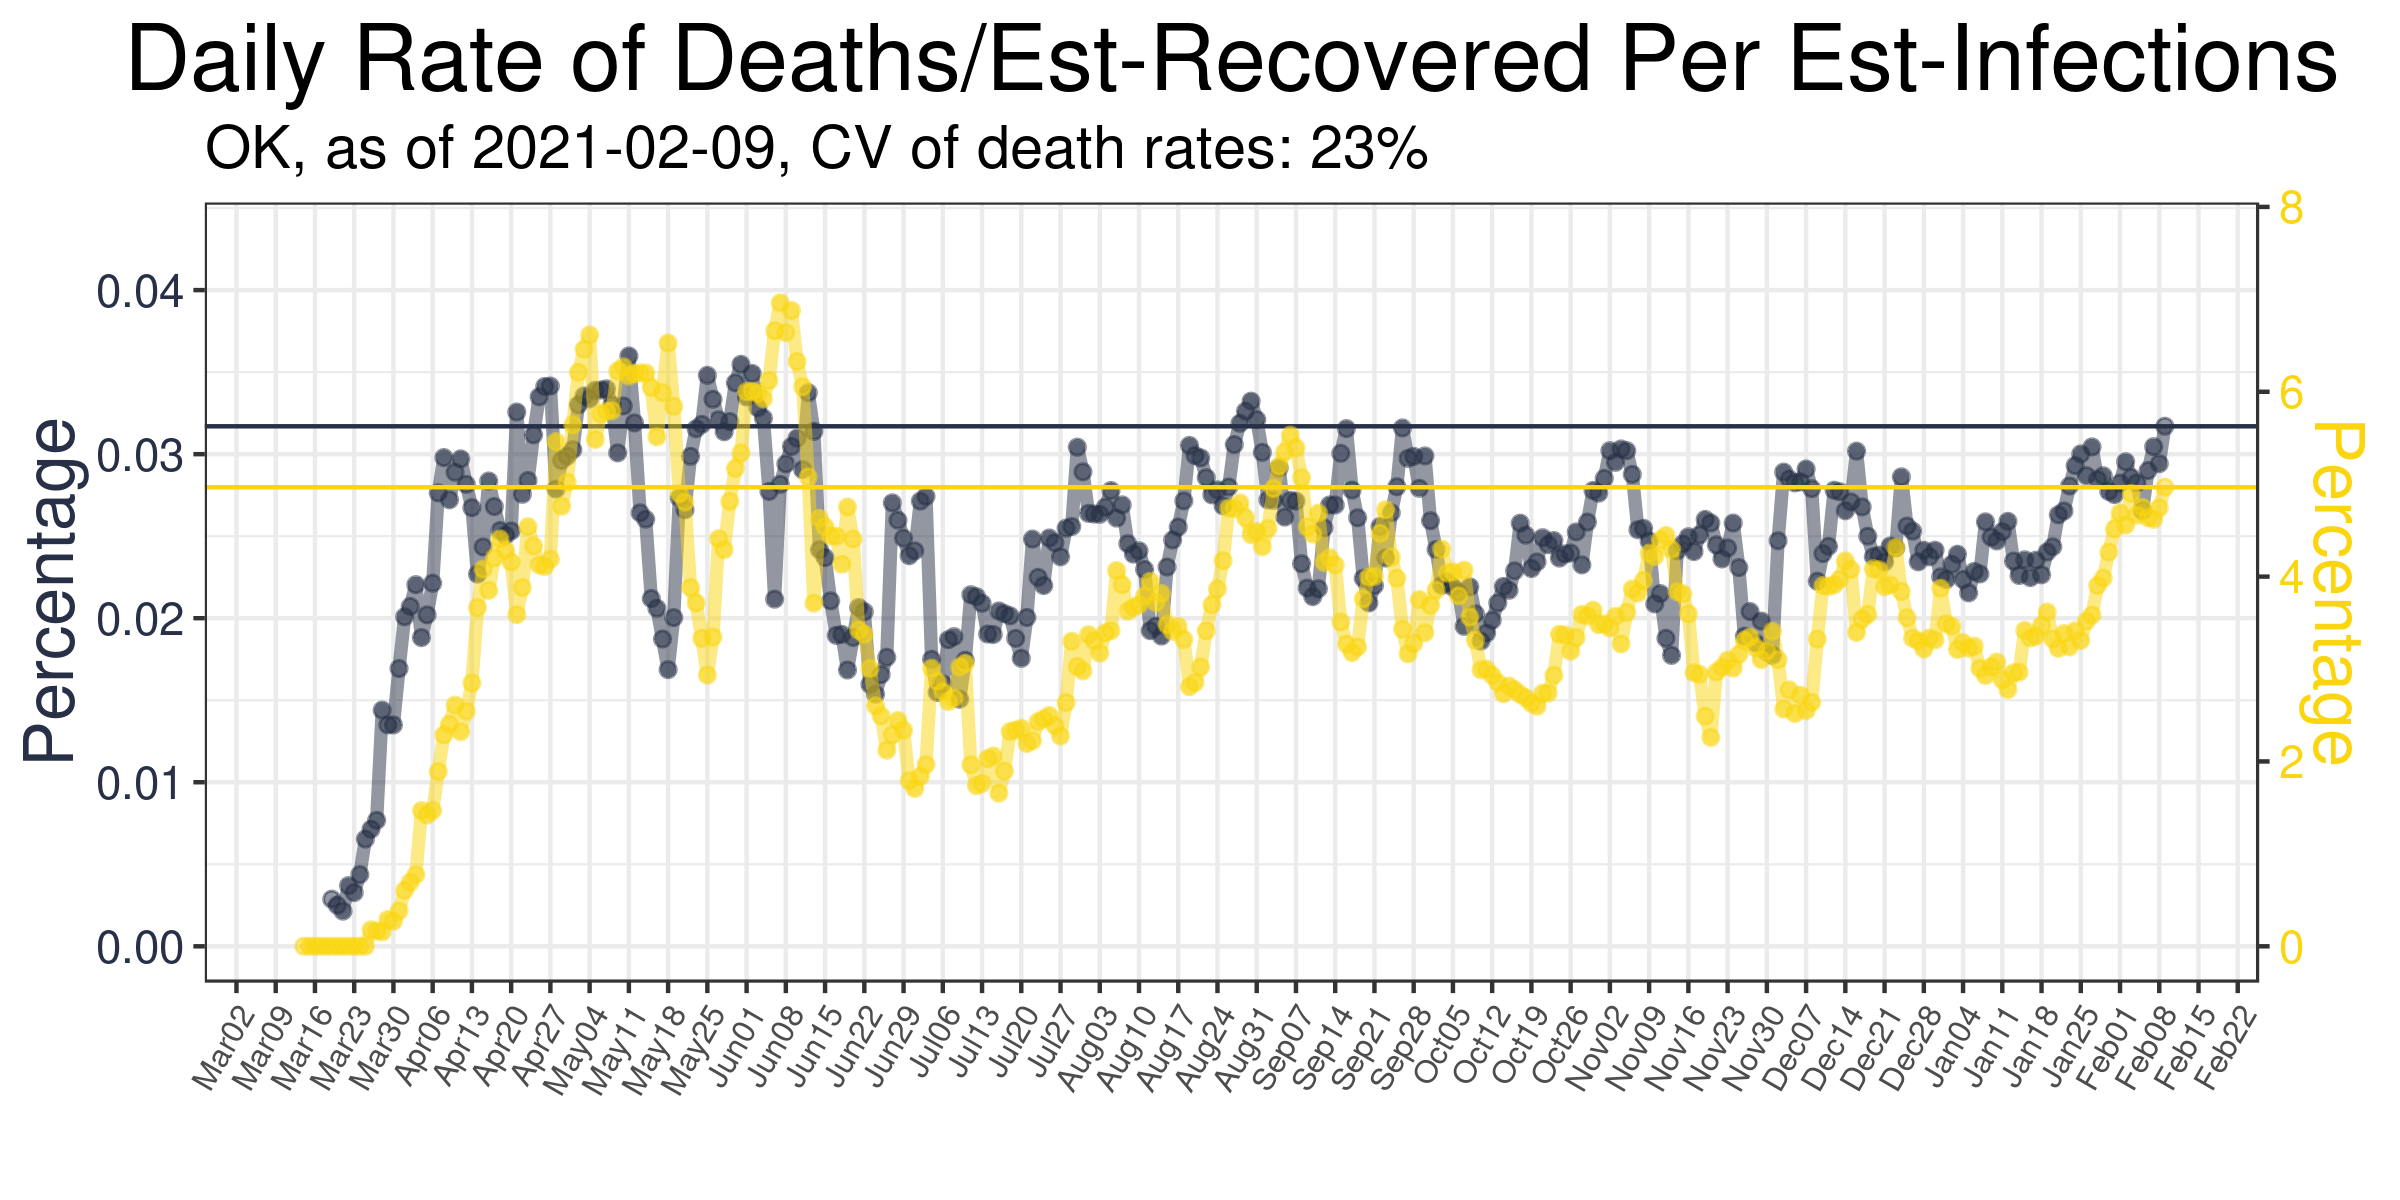 Daily Rate of Deaths/Est-Recovered Per Est-Infections
OK, as of 2021-02-09, CV of death rates: 23%
Percentage
0.04
0.03
0.02
0.01
0.00
8
6
4
2
0
Percentage
Mar02
Mar09
Mar16
Mar23
Mar30
Apr06
Apr13
Apr20
Apr27
May04
May11
May18
May25
Jun01
Jun08
Jun15
Jun22
Jun29
Jul06
Jul13
Jul20
Jul27
Aug03
Aug10
Aug17
Aug24
Aug31
Sep07
Sep14
Sep21
Sep28
Oct05
Oct12
Oct19
Oct26
Nov02
Nov09
Nov16
Nov23
Nov30
Dec07
Dec14
Dec21
Dec28
Jan04
Jan11
Jan18
Jan25
Feb01
Feb08
Feb15
Feb22